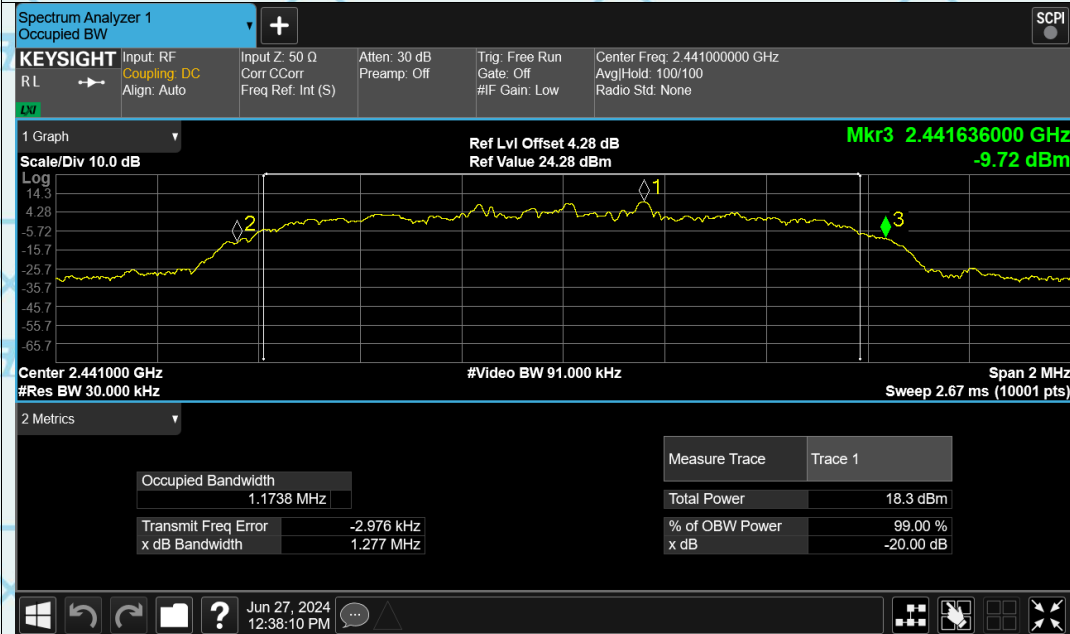 Spectrum Analyzer 1
Occupied BW
+
SCPI
KEYSIGHT
R L
LXI
Input: RF
Coupling: DC
Align: Auto
Input Z: 50 Ω
Corr CCorr
Freq Ref: Int (S)
Atten: 30 dB
Preamp: Off
Trig: Free Run
Gate: Off
#IF Gain: Low
Center Freq: 2.441000000 GHz
Avg|Hold: 100/100
Radio Std: None
1 Graph
Scale/Div 10.0 dB
Ref Lvl Offset 4.28 dB
Ref Value 24.28 dBm
Mkr3 2.441636000 GHz
-9.72 dBm
Log
14.3
4.28
-5.72
-15.7
-25.7
-35.7
-45.7
-55.7
-65.7
2
1
3
Center 2.441000 GHz
#Video BW 91.000 kHz
Span 2 MHz
#Res BW 30.000 kHz
Sweep 2.67 ms (10001 pts)
2 Metrics
Occupied Bandwidth
1.1738 MHz
Transmit Freq Error -2.976 kHz
x dB Bandwidth 1.277 MHz
Measure Trace Trace 1
Total Power 18.3 dBm
% of OBW Power 99.00 %
x dB -20.00 dB
?
Jun 27, 2024
12:38:10 PM